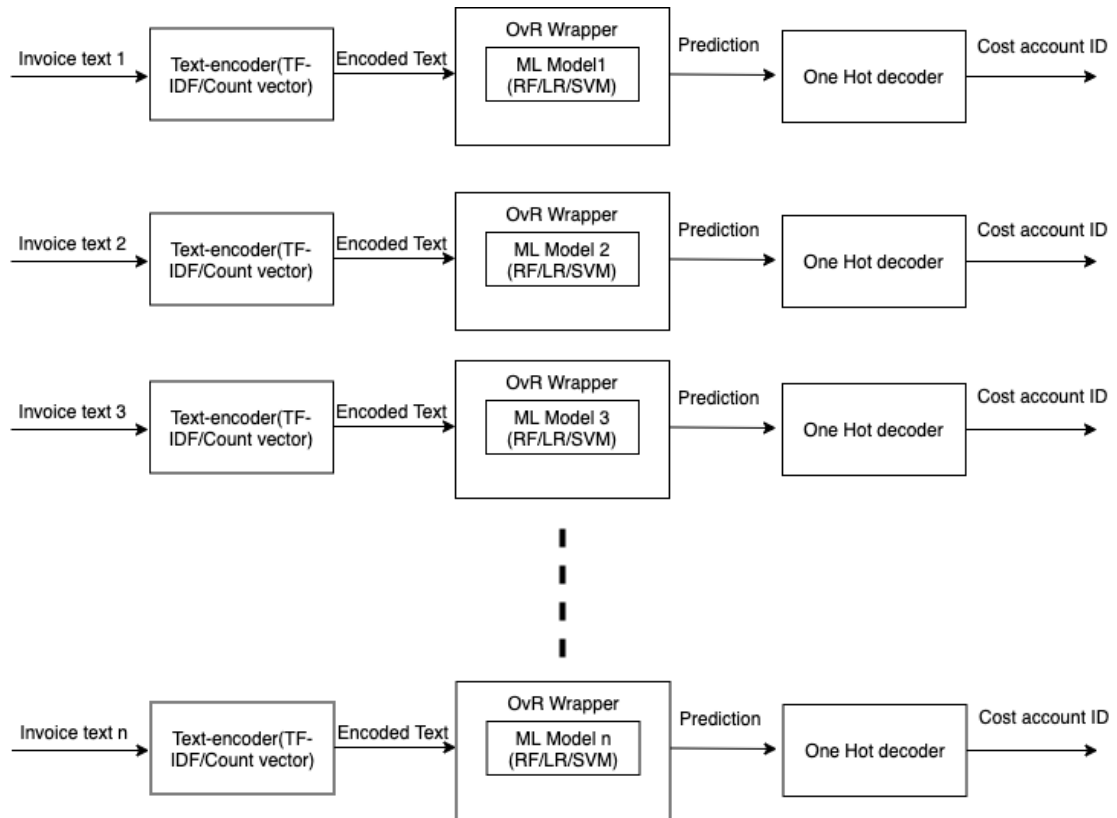 OvR Wrapper
Invoice text 1
Text-encoder(TF-
IDF/Count vector)
Encoded Text
ML Model1
(RF/LR/SVM)
Prediction
One Hot decoder
Cost account ID
OvR Wrapper
Invoice text 2
Text-encoder(TF-
IDF/Count vector)
Encoded Text
ML Model 2
(RF/LR/SVM)
Prediction
One Hot decoder
Cost account ID
OvR Wrapper
Invoice text 3
Text-encoder(TF-
IDF/Count vector)
Encoded Text
ML Model 3
(RF/LR/SVM)
Prediction
One Hot decoder
Cost account ID
OvR Wrapper
Invoice text n
Text-encoder(TF-
IDF/Count vector)
Encoded Text
ML Model n
(RF/LR/SVM)
Prediction
One Hot decoder
Cost account ID